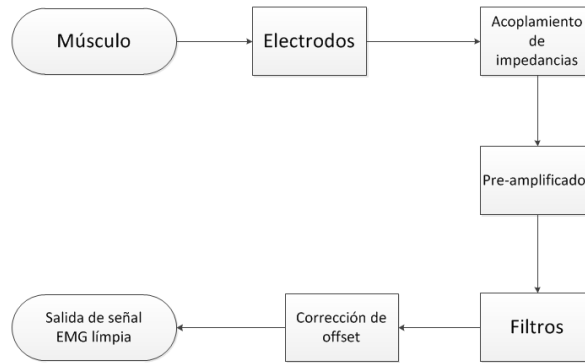 Músculo
Electrodos
Acoplamiento
de
impedancias
Pre-amplificado
Filtros
Corrección de
offset
Salida de señal
EMG límpia